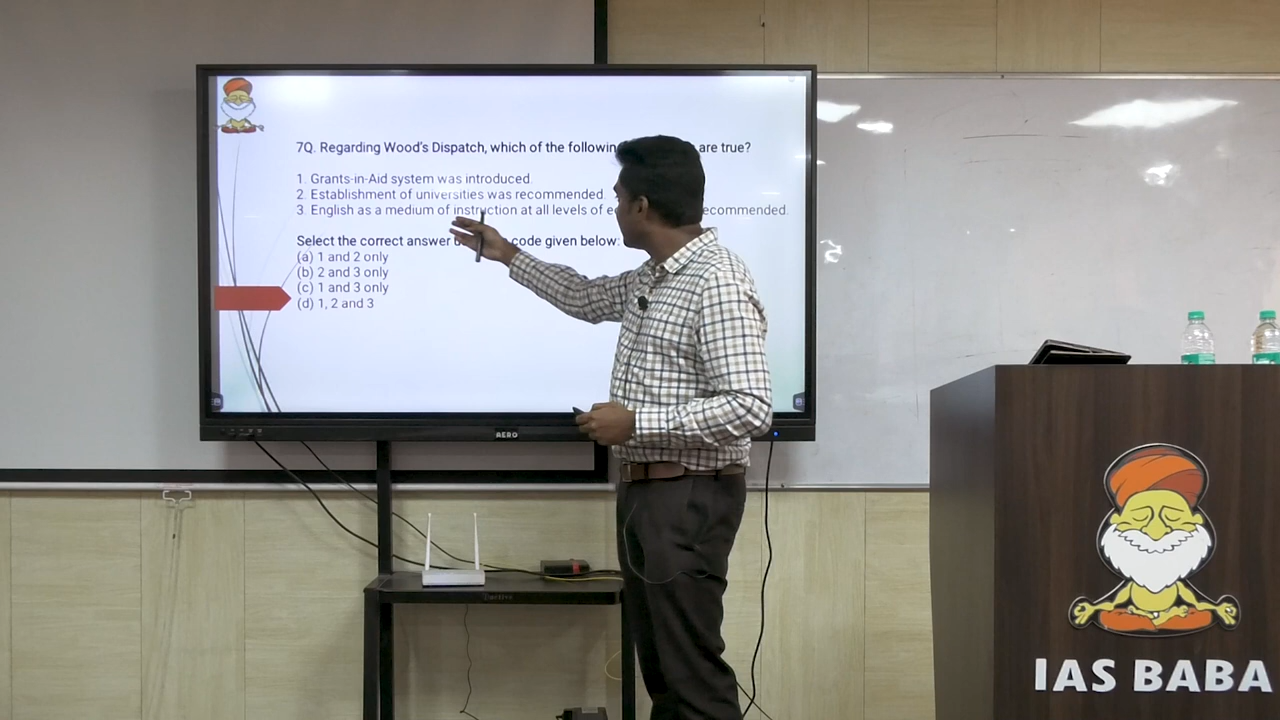 7Q. Regarding Wood's Dispatch, which of the following are true?
1. Grants-in-Aid system was introduced.
2. Establishment of universities was recommended.
3. English as a medium of instruction at all levels of recommended.
Select the correct answer code given below:
(a) 1 and 2 only
(b) 2 and 3 only
(c) 1 and 3 only
(d) 1, 2 and 3
AERO
IAS BABA